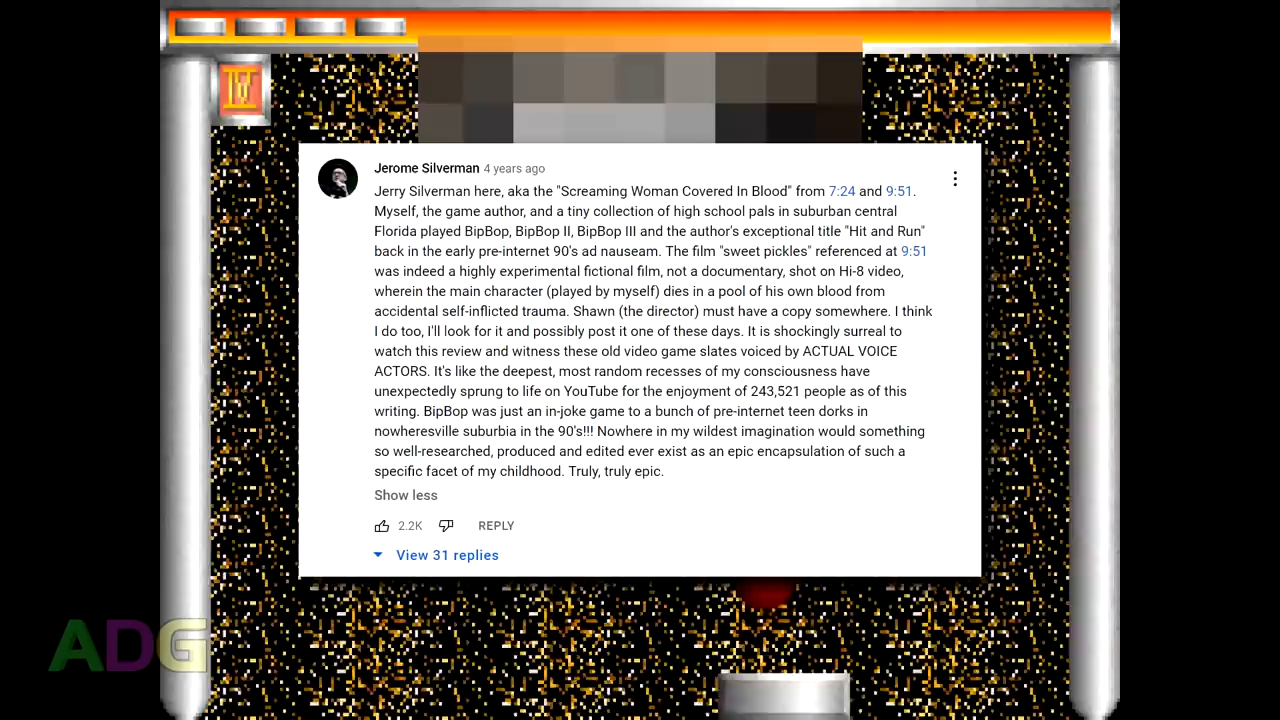 IV
Jerome Silverman 4 years ago
Jerry Silverman here, aka the "Screaming Woman Covered In Blood" from 7:24 and 9:51.
Myself, the game author, and a tiny collection of high school pals in suburban central
Florida played BipBop, BipBop II, BipBop III and the author's exceptional title "Hit and Run"
back in the early pre-internet 90's ad nauseam. The film "sweet pickles" referenced at 9:51
was indeed a highly experimental fictional film, not a documentary, shot on Hi-8 video,
wherein the main character (played by myself) dies in a pool of his own blood from
accidental self-inflicted trauma. Shawn (the director) must have a copy somewhere. I think
I do too, I'll look for it and possibly post it one of these days. It is shockingly surreal to
watch this review and witness these old video game slates voiced by ACTUAL VOICE
ACTORS. It's like the deepest, most random recesses of my consciousness have
unexpectedly sprung to life on YouTube for the enjoyment of 243,521 people as of this
writing. BipBop was just an in-joke game to a bunch of pre-internet teen dorks in
nowheresville suburbia in the 90's!!! Nowhere in my wildest imagination would something
so well-researched, produced and edited ever exist as an epic encapsulation of such a
specific facet of my childhood. Truly, truly epic.
Show less
2.2K REPLY
View 31 replies
ADG